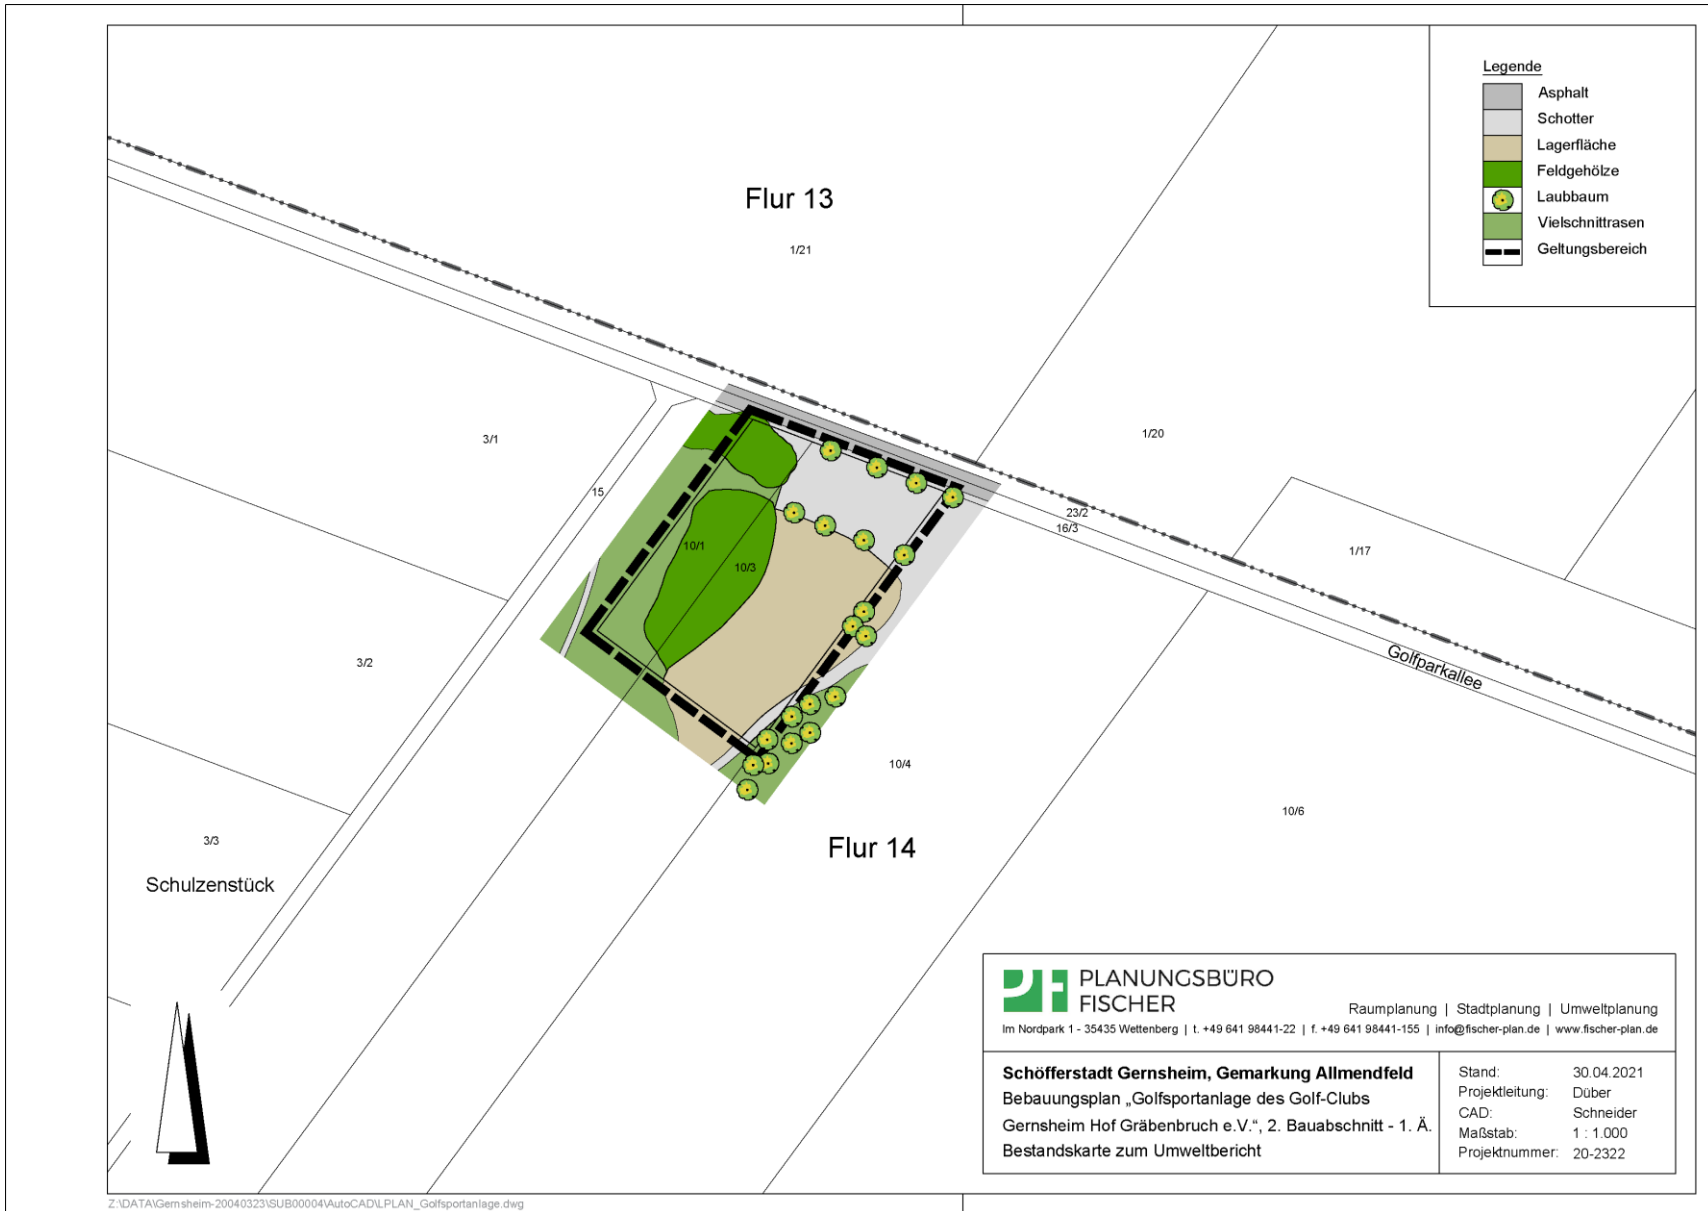 Legende
Asphalt
Schotter
Lagerfläche
Feldgehölze
Laubbaum
Vielschnittrasen
Geltungsbereich
Flur 13
1/21
3/1
1/20
15
23/2
16/3
1/17
10/1
10/3
3/2
Golfparkallee
10/4
10/6
3/3
Flur 14
Schulzenstück
PLANUNGSBÜRO
FISCHER
Raumplanung | Stadtplanung | Umweltplanung
Im Nordpark 1 - 35435 Wettenberg | t. +49 641 98441-22 | f. +49 641 98441-155 | info@fischer-plan.de | www.fischer-plan.de
Schöfferstadt Gernsheim, Gemarkung Allmendfeld
Bebauungsplan „Golfsportanlage des Golf-Clubs
Gernsheim Hof Gräbenbruch e.V.“, 2. Bauabschnitt - 1. Ä.
Bestandskarte zum Umweltbericht
Stand: 30.04.2021
Projektleitung: Düber
CAD: Schneider
Maßstab: 1 : 1.000
Projektnummer: 20-2322
Z:\DATA\Gernsheim-20040323\SUB00004\AutoCAD\LPLAN_Golfsportanlage.dwg